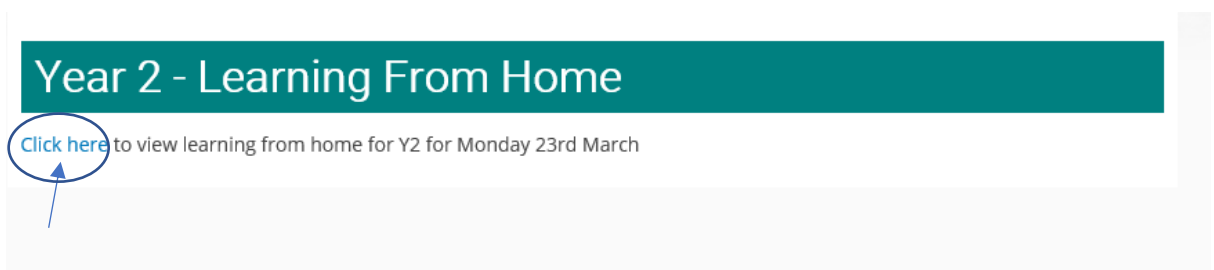 Year 2 - Learning From Home
Click here to view learning from home for Y2 for Monday 23rd March